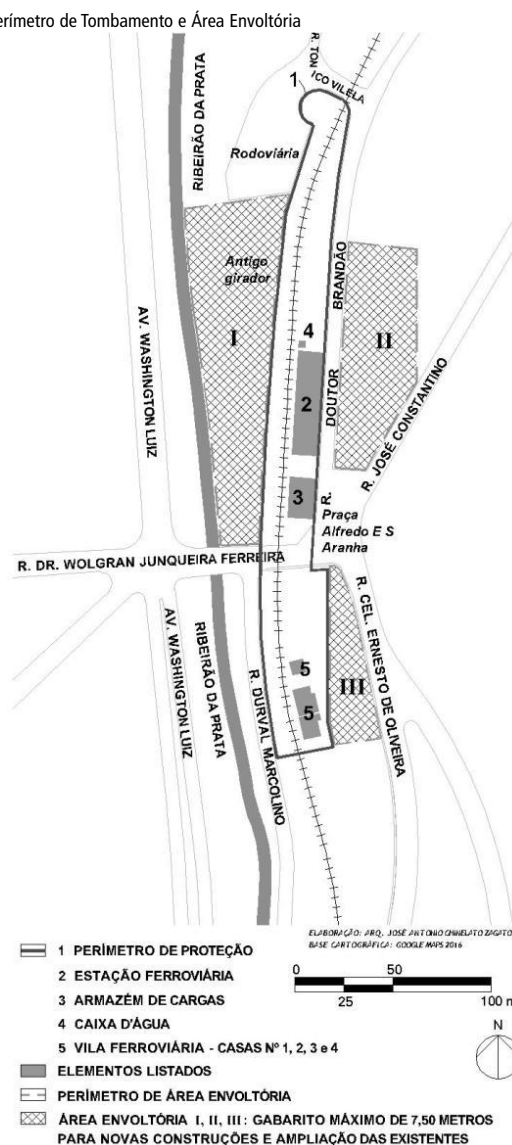 erímetro de Tombamento e Área Envoltória
R. TON
ICO VILELA
1
RIBEIRÃO DA PRATA
Rodoviária
Antigo
girador
BRANDÃO
AV. WASHINGTON LUIZ
4
I
II
2
DOUTOR
R. JOSÉ CONSTANTINO
3
R.
Praça
Alfredo E S
Aranha
R. DR. WOLGRAN JUNQUEIRA FERREIRA
R. CEL. ERNESTO DE OLIVEIRA
AV. WASHINGTON LUIZ
RIBEIRÃO DA PRATA
R. DURVAL MARCOLINO
5
5
III
ELABORAÇÃO: ARQ. JOSÉ ANTONIO ZAGATO
BASE CARTOGRÁFICA: GOOGLE MAPS 2016
1 PERÍMETRO DE PROTEÇÃO
2 ESTAÇÃO FERROVIÁRIA
3 ARMAZÉM DE CARGAS
4 CAIXA D'ÁGUA
5 VILA FERROVIÁRIA - CASAS Nº 1, 2, 3 e 4
ELEMENTOS LISTADOS
PERÍMETRO DE ÁREA ENVOLTÓRIA
ÁREA ENVOLTÓRIA I, II, III: GABARITO MÁXIMO DE 7,50 METROS
PARA NOVAS CONSTRUÇÕES E AMPLIAÇÃO DAS EXISTENTES
0 50
25 100 m
N